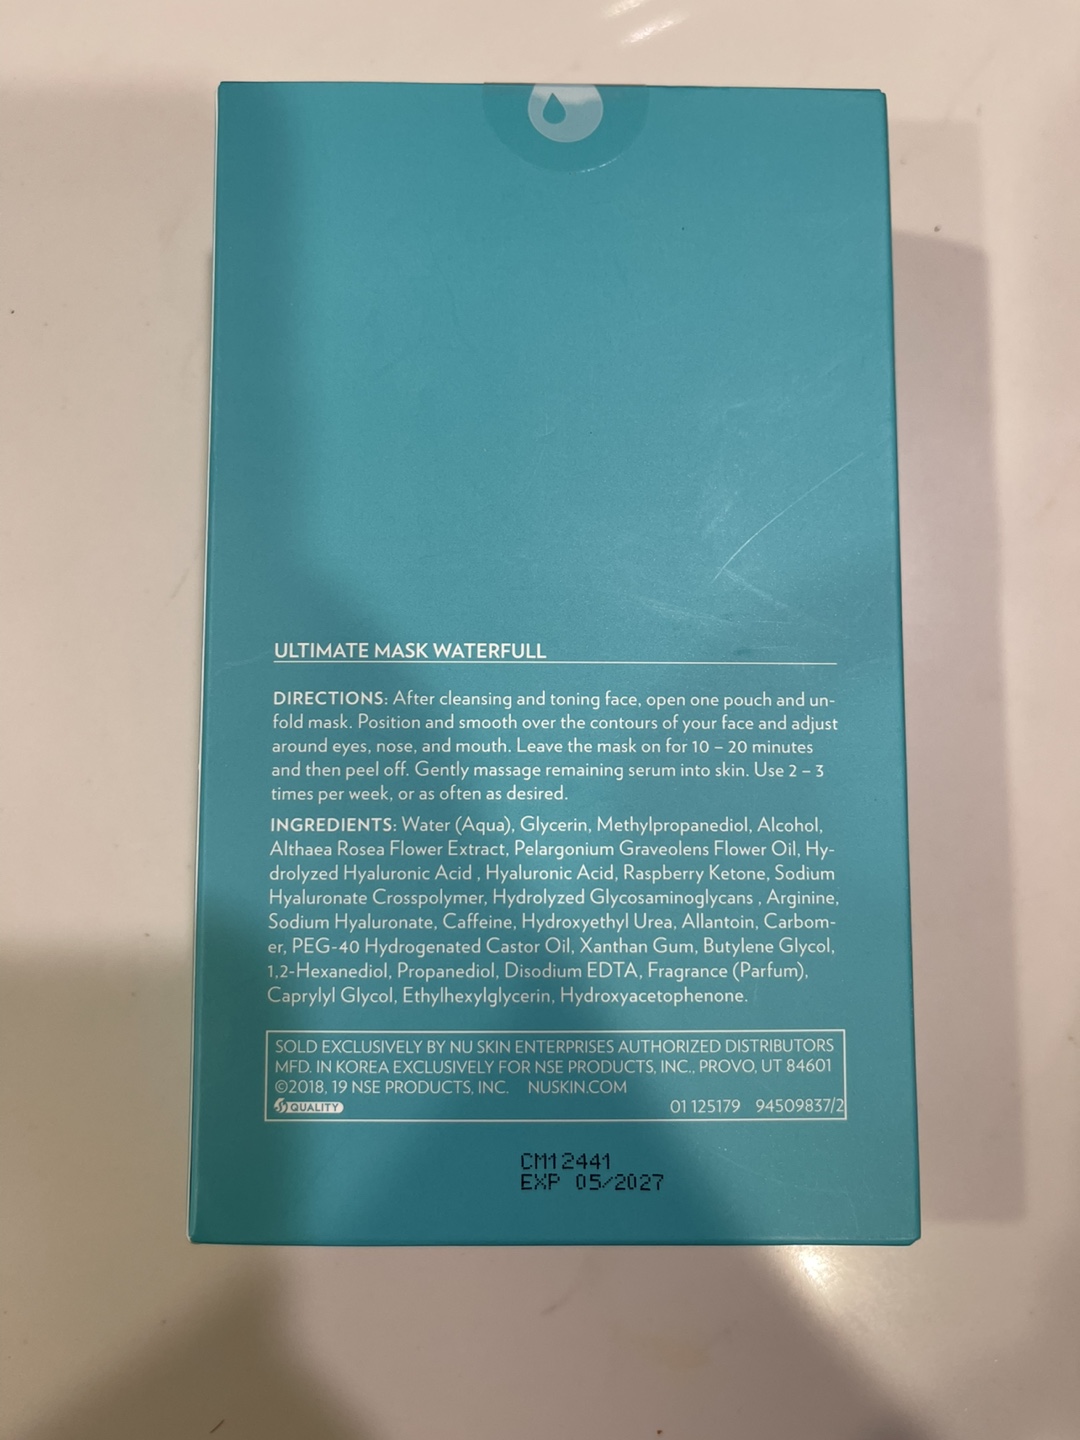 ULTIMATE MASK WATERFULL
DIRECTIONS: After cleansing and toning face, open one pouch and un-
fold mask. Position and smooth over the contours of your face and adjust
around eyes, nose, and mouth. Leave the mask on for 10 – 20 minutes
and then peel off. Gently massage remaining serum into skin. Use 2 – 3
times per week, or as often as desired.
INGREDIENTS: Water (Aqua), Glycerin, Methylpropanediol, Alcohol,
Althaea Rosea Flower Extract, Pelargonium Graveolens Flower Oil, Hy-
drolyzed Hyaluronic Acid , Hyaluronic Acid, Raspberry Ketone, Sodium
Hyaluronate Crosspolymer, Hydrolyzed Glycosaminoglycans , Arginine,
Sodium Hyaluronate, Caffeine, Hydroxyethyl Urea, Allantoin, Carbom-
er, PEG-40 Hydrogenated Castor Oil, Xanthan Gum, Butylene Glycol,
1,2-Hexanediol, Propanediol, Disodium EDTA, Fragrance (Parfum),
Caprylyl Glycol, Ethylhexylglycerin, Hydroxyacetophenone.
SOLD EXCLUSIVELY BY NU SKIN ENTERPRISES AUTHORIZED DISTRIBUTORS
MFD. IN KOREA EXCLUSIVELY FOR NSE PRODUCTS, INC., PROVO, UT 84601
©2018, 19 NSE PRODUCTS, INC. NUSKIN.COM
QUALITY 01 125179 94509837/2
CM12441
EXP 05/2027